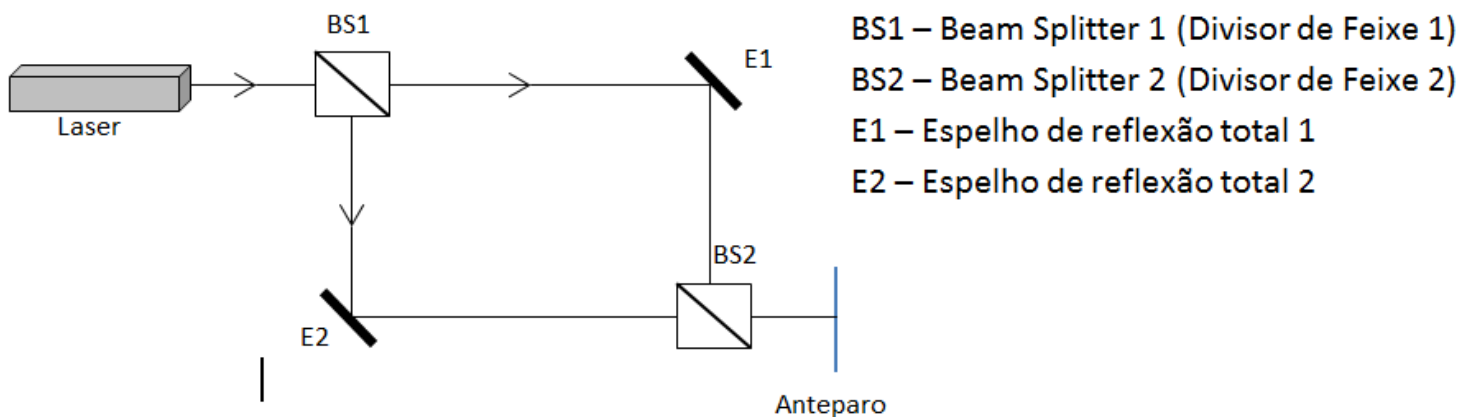 BS1
E1
Laser
BS2
E2
Anteparo
BS1 – Beam Splitter 1 (Divisor de Feixe 1)
BS2 – Beam Splitter 2 (Divisor de Feixe 2)
E1 – Espelho de reflexão total 1
E2 – Espelho de reflexão total 2